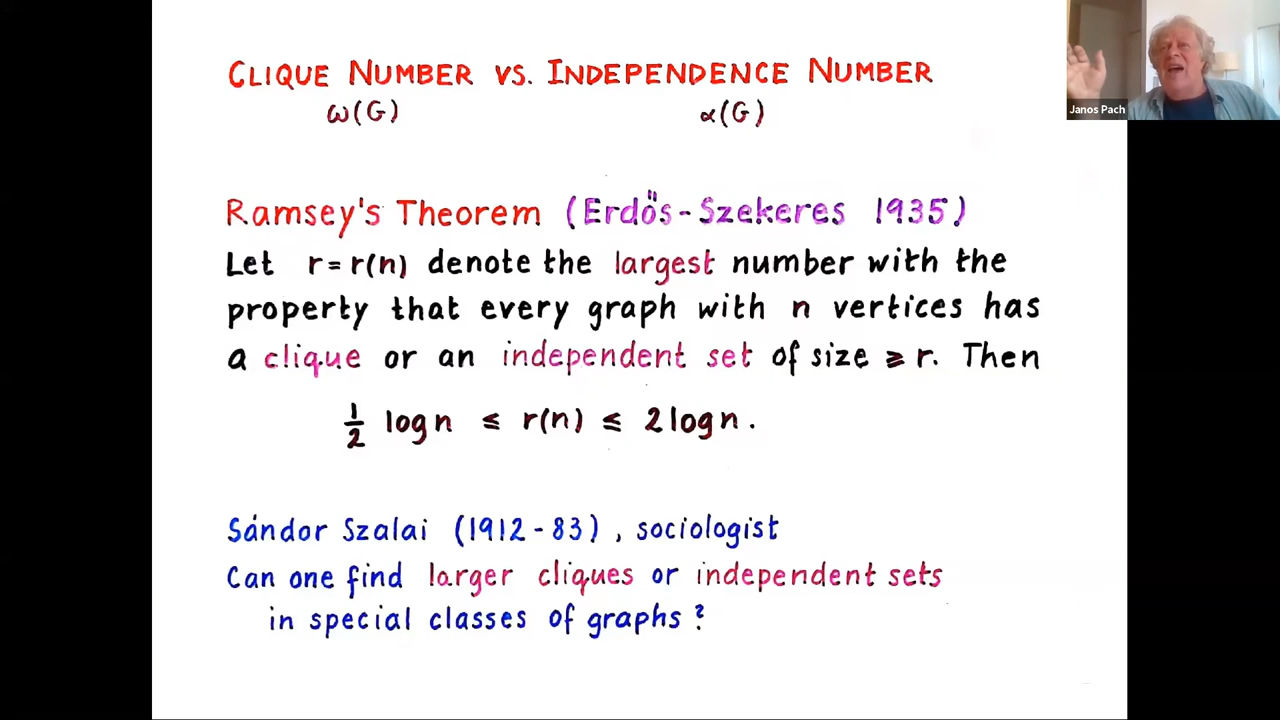 CLIQUE NUMBER VS. INDEPENDENCE NUMBER
ω(G) α(G)
Janos Pach
Ramsey's Theorem (Erdős-Szekeres 1935)
Let r=r(n) denote the largest number with the
property that every graph with n vertices has
a clique or an independent set of size ≥ r. Then
1/2 log n ≤ r(n) ≤ 2 log n.
Sándor Szalai (1912-83), sociologist
Can one find larger cliques or independent sets
in special classes of graphs?